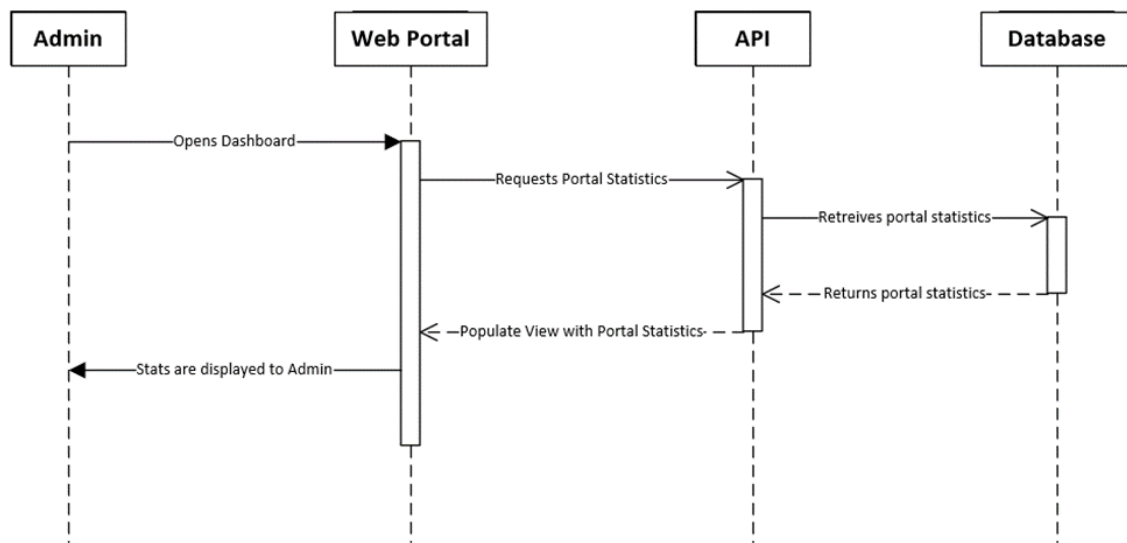 Admin
Web Portal
API
Database
Opens Dashboard
Requests Portal Statistics
Retreives portal statistics
Returns portal statistics
Populate View with Portal Statistics
Stats are displayed to Admin